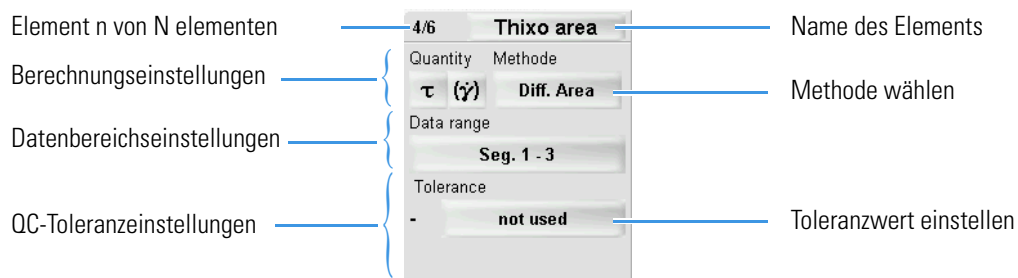 Element n von N elementen
4/6 Thixo area
Name des Elements
Quantity Methode
Berechnungseinstellungen
τ (γ̇) Diff. Area
Methode wählen
Data range
Datenbereichseinstellungen
Seg. 1 - 3
Tolerance
QC-Toleranzeinstellungen
- not used
Toleranzwert einstellen